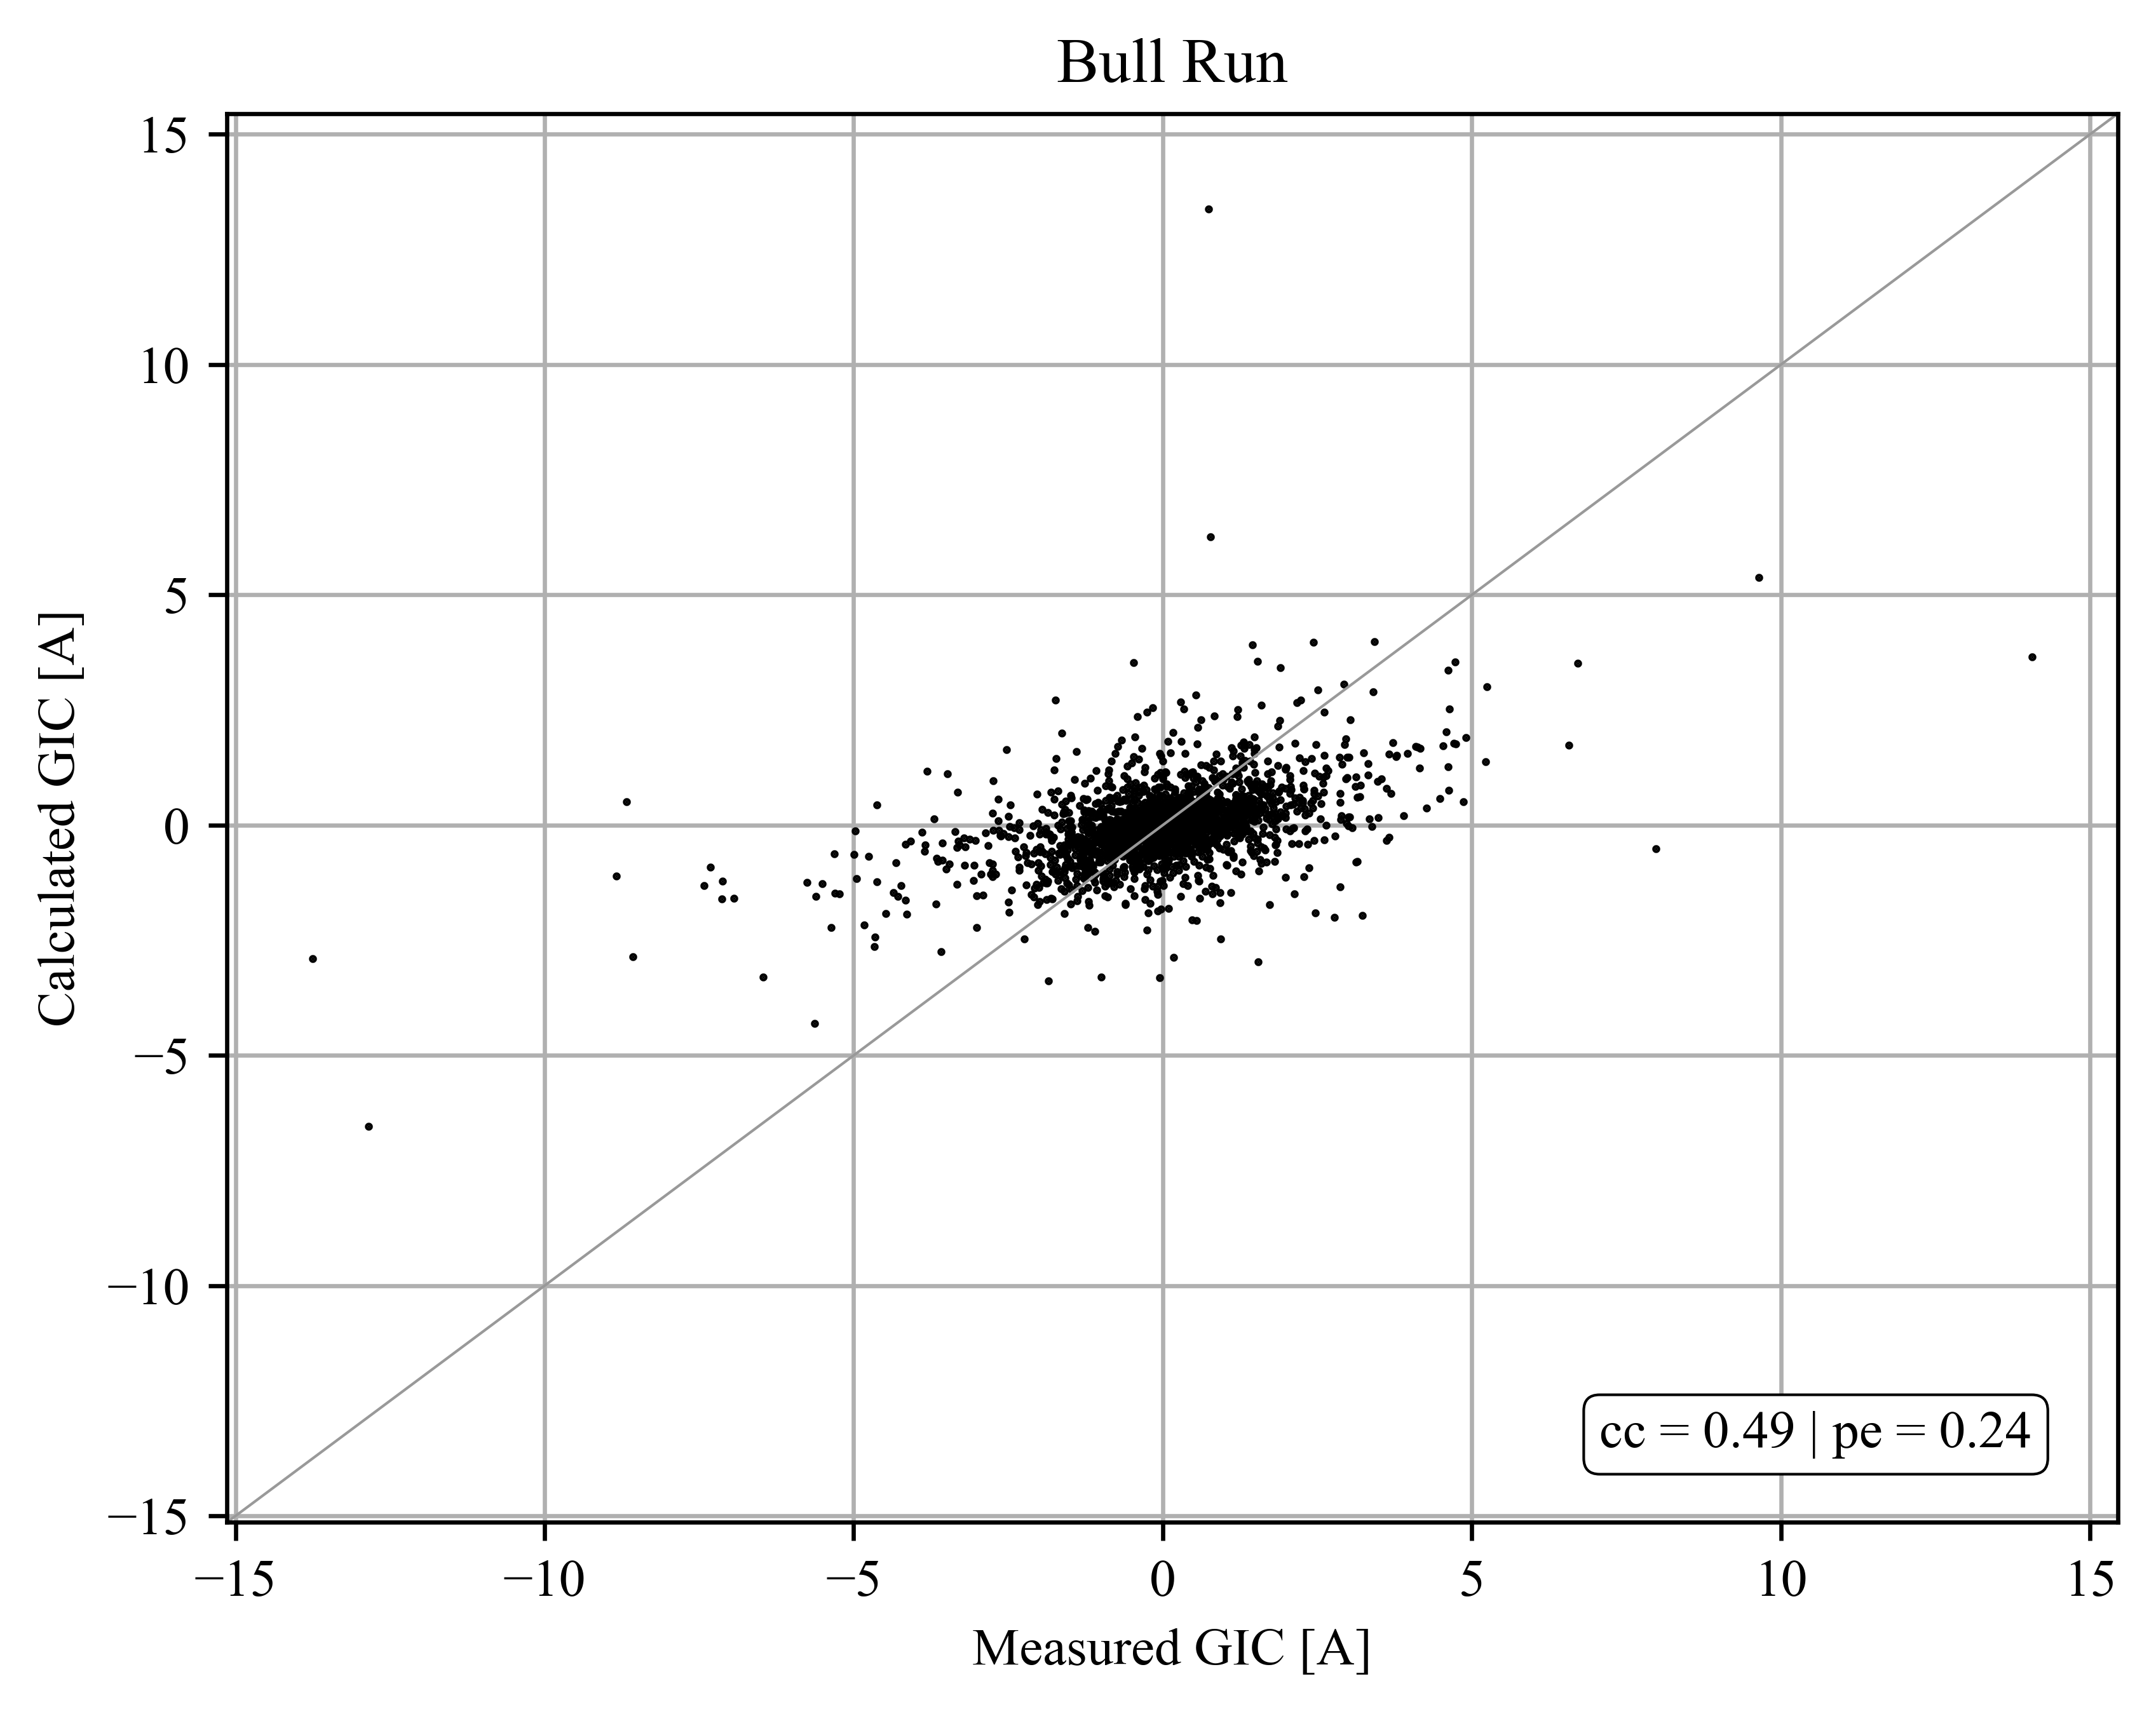 Bull Run
15
10
5
0
−5
−10
−15
Calculated GIC [A]
cc = 0.49 | pe = 0.24
−15 −10 −5 0 5 10 15
Measured GIC [A]